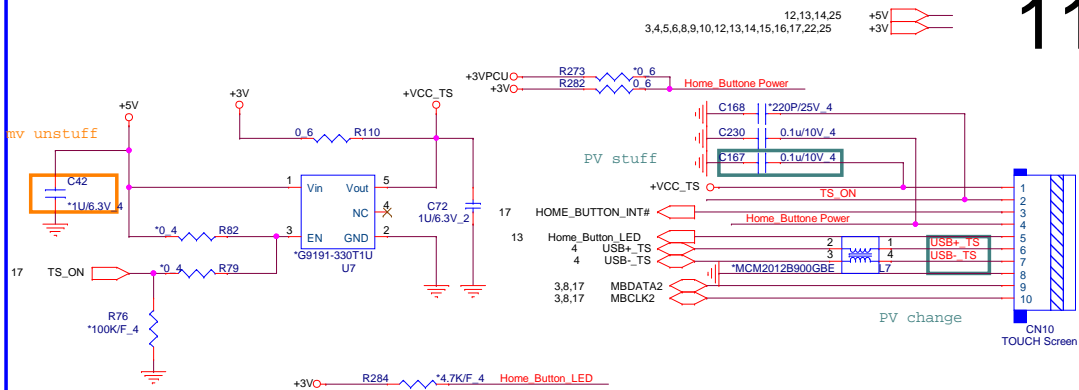 11
12,13,14,25 +5V
3,4,5,6,8,9,10,12,13,14,15,16,17,22,25 +3V
+3VPCU R273 *0_6
+3V R282 0_6 Home_Buttone Power
+5V
+3V
+VCC_TS
mv unstuff
0_6 R110
C168 *220P/25V_4
C230 0.1u/10V_4
PV stuff
C167 0.1u/10V_4
C42
*1U/6.3V_4
1 Vin Vout 5
NC 4
3 EN GND 2
*G9191-330T1U
U7
C72
1U/6.3V_2
*0_4 R82
17 TS_ON *0_4 R79
R76
*100K/F_4
+VCC_TS 1
TS_ON 2
17 HOME_BUTTON_INT# 3
Home_Buttone Power 4
13 Home_Button_LED 5
4 USB+_TS 2 1 USB+_TS 6
4 USB-_TS 3 4 USB-_TS 7
*MCM2012B900GBE L7 8
3,8,17 MBDATA2 9
3,8,17 MBCLK2 10
PV change
CN10
TOUCH Screen
+3V R284 *4.7K/F_4 Home_Button_LED